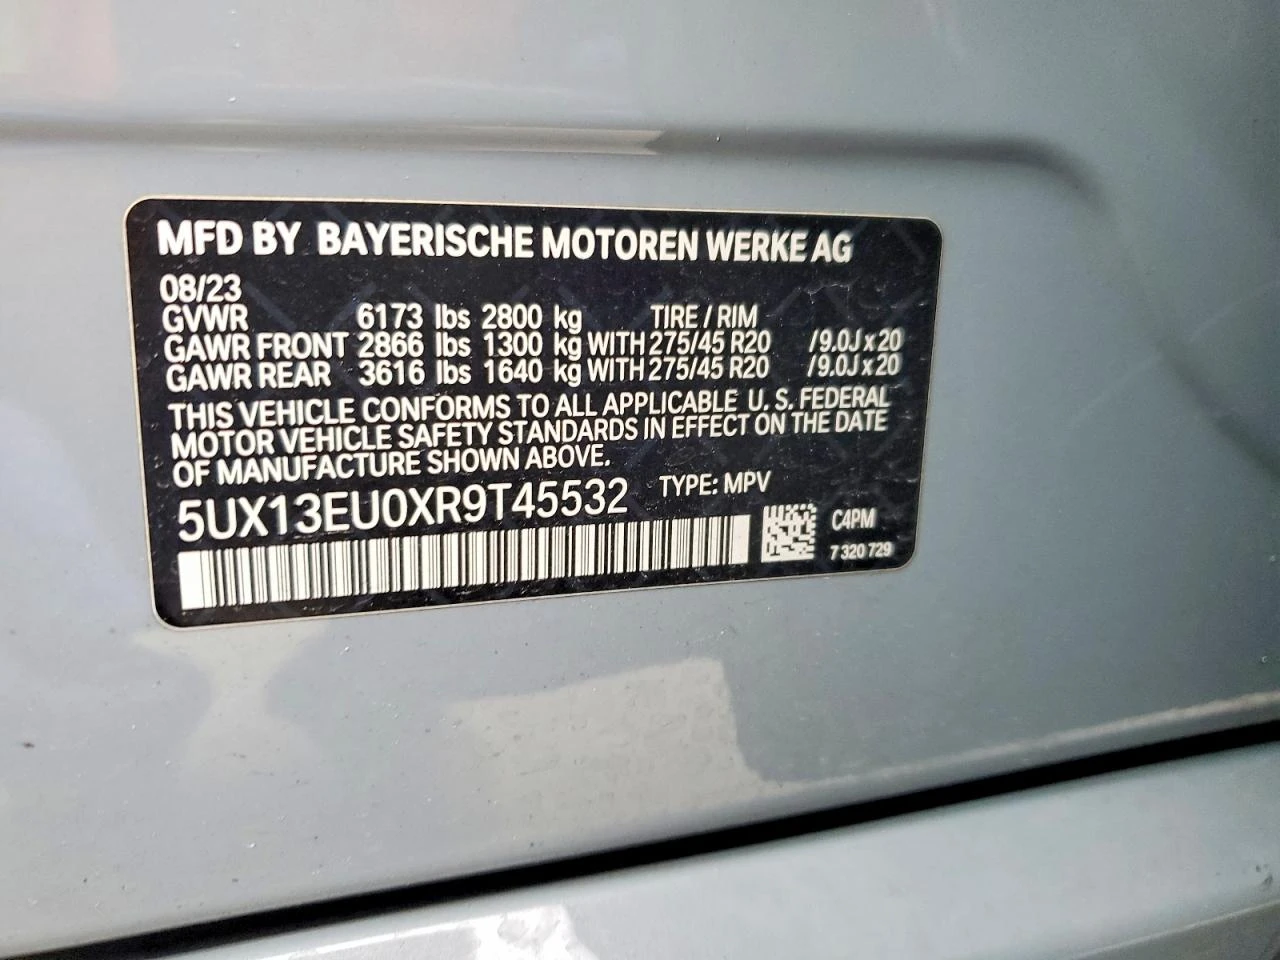 MFD BY BAYERISCHE MOTOREN WERKE AG
08/23
GVWR 6173 lbs 2800 kg TIRE / RIM
GAWR FRONT 2866 lbs 1300 kg WITH 275/45 R20 /9.0J x 20
GAWR REAR 3616 lbs 1640 kg WITH 275/45 R20 /9.0J x 20
THIS VEHICLE CONFORMS TO ALL APPLICABLE U. S. FEDERAL
MOTOR VEHICLE SAFETY STANDARDS IN EFFECT ON THE DATE
OF MANUFACTURE SHOWN ABOVE.
5UX13EU0XR9T45532 TYPE: MPV
C4PM
7 320 729